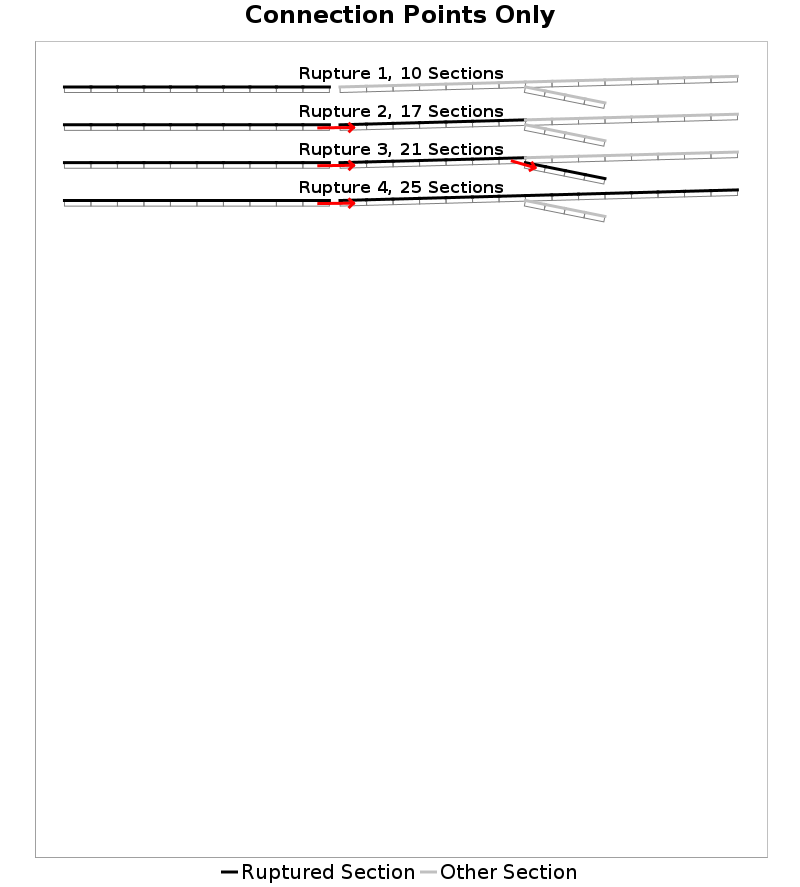 Connection Points Only
Rupture 1, 10 Sections
Rupture 2, 17 Sections
Rupture 3, 21 Sections
Rupture 4, 25 Sections
Ruptured Section Other Section